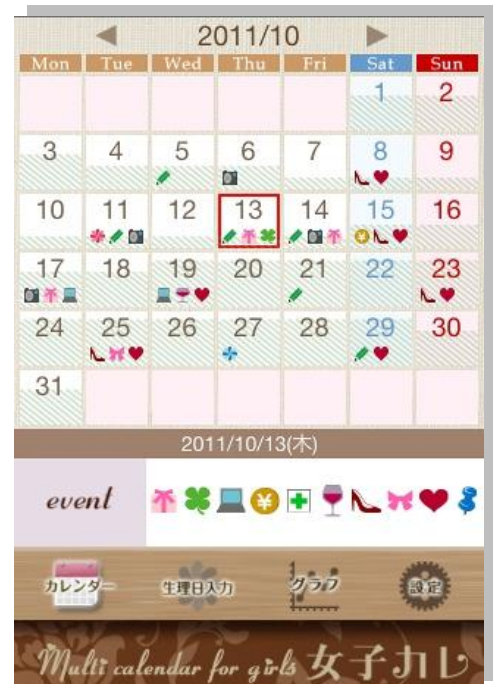 2011/10
Mon Tue Wed Thu Fri Sat Sun
1 2
3 4 5 6 7 8 9
10 11 12 13 14 15 16
17 18 19 20 21 22 23
24 25 26 27 28 29 30
31
2011/10/13(木)
event ¥
カレンダー 生理日入力 グラフ 設定
Multi calendar for girls 女子カレ